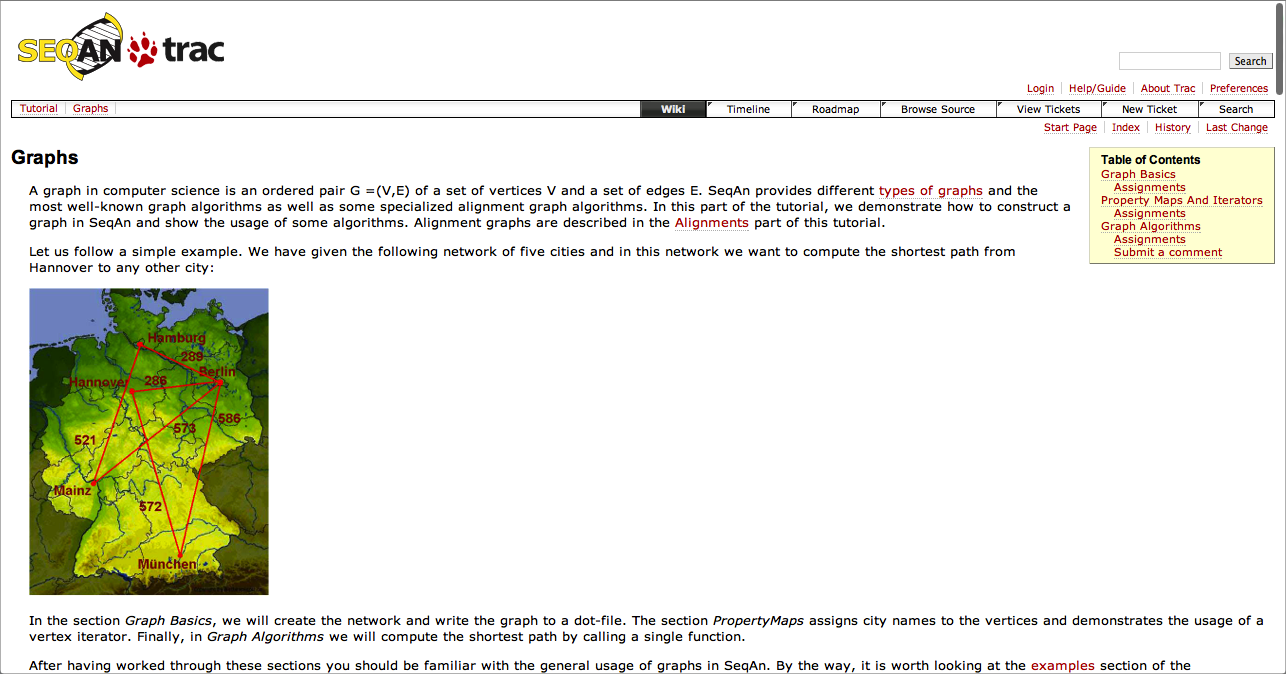 SEQAN trac
Search
Login Help/Guide About Trac Preferences
Tutorial Graphs Wiki Timeline Roadmap Browse Source View Tickets New Ticket Search
Start Page Index History Last Change
Graphs
Table of Contents
Graph Basics
Assignments
Property Maps And Iterators
Assignments
Graph Algorithms
Assignments
Submit a comment
A graph in computer science is an ordered pair G =(V,E) of a set of vertices V and a set of edges E. SeqAn provides different types of graphs and the
most well-known graph algorithms as well as some specialized alignment graph algorithms. In this part of the tutorial, we demonstrate how to construct a
graph in SeqAn and show the usage of some algorithms. Alignment graphs are described in the Alignments part of this tutorial.
Let us follow a simple example. We have given the following network of five cities and in this network we want to compute the shortest path from
Hannover to any other city:
Hamburg
289
Berlin
Hannover 286
586
573
521
Mainz
572
München
In the section Graph Basics, we will create the network and write the graph to a dot-file. The section PropertyMaps assigns city names to the vertices and demonstrates the usage of a
vertex iterator. Finally, in Graph Algorithms we will compute the shortest path by calling a single function.
After having worked through these sections you should be familiar with the general usage of graphs in SeqAn. By the way, it is worth looking at the examples section of the